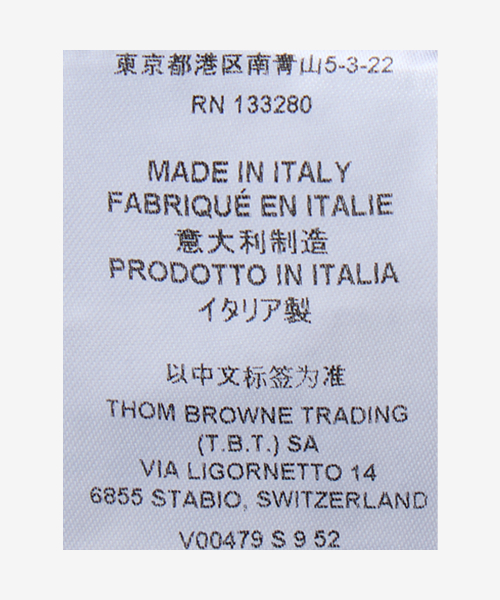 東京都港区南青山5-3-22
RN 133280
MADE IN ITALY
FABRIQUÉ EN ITALIE
意大利制造
PRODOTTO IN ITALIA
イタリア製
以中文标签为准
THOM BROWNE TRADING
(T.B.T.) SA
VIA LIGORNETTO 14
6855 STABIO, SWITZERLAND
V00479 S 9 52